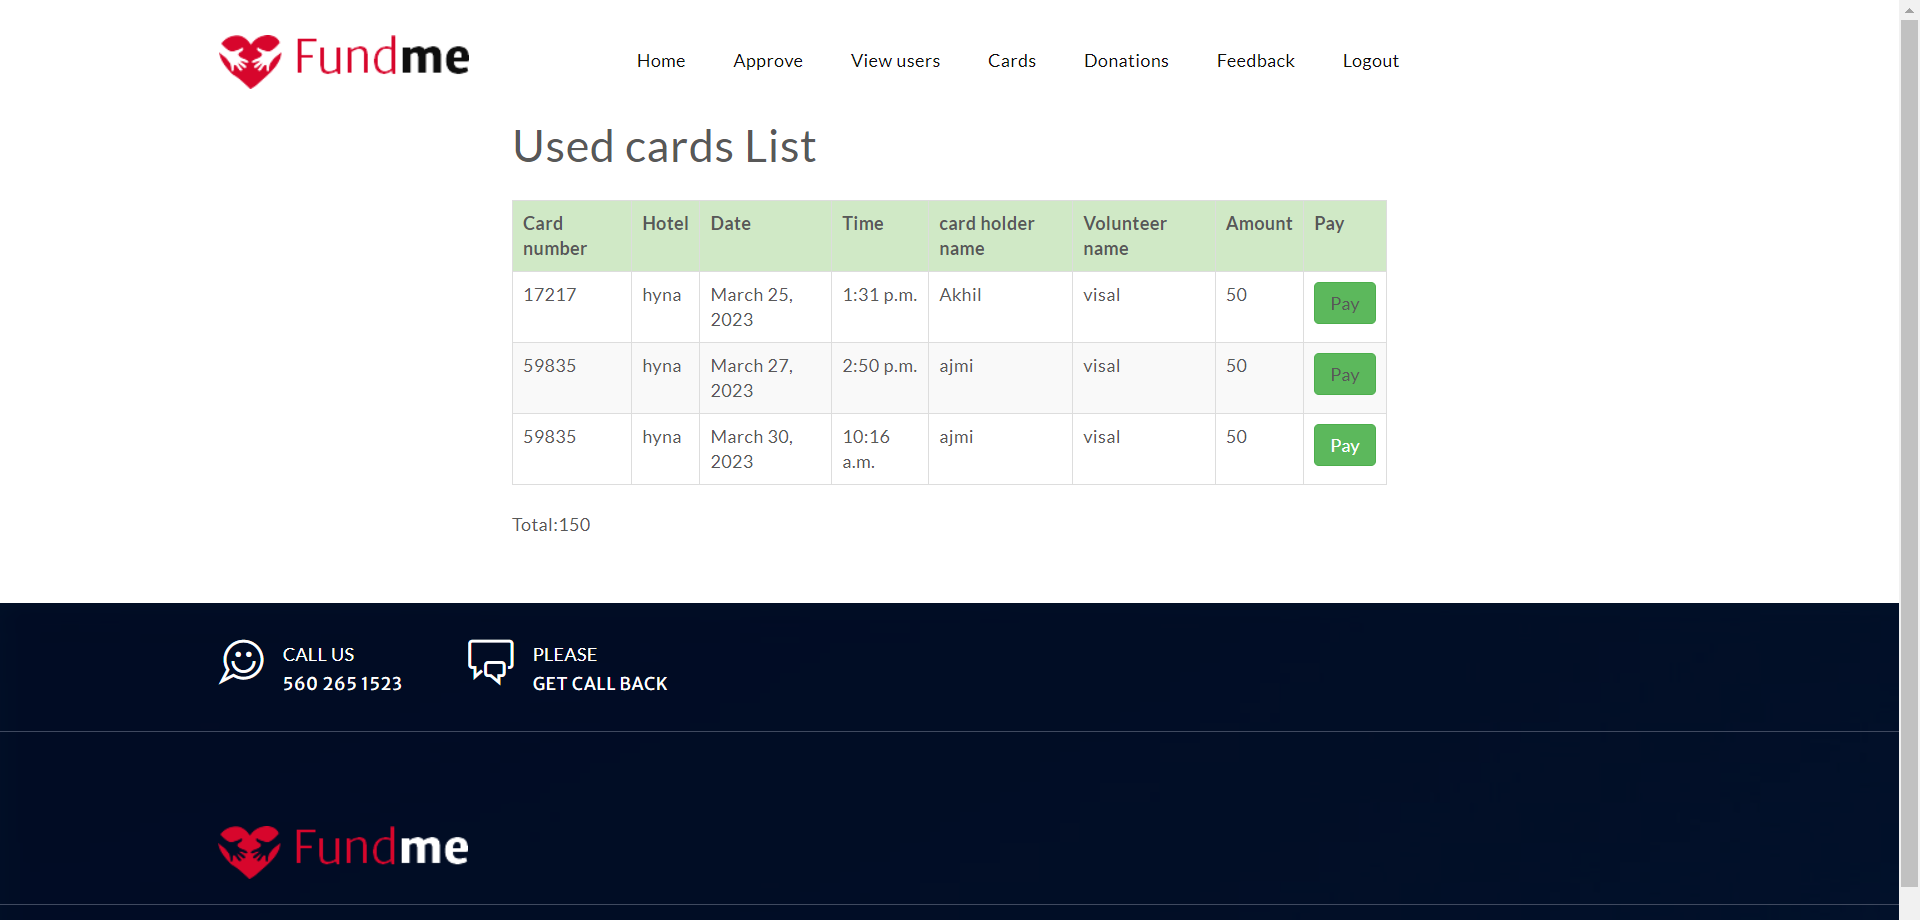 Fundme
Home Approve View users Cards Donations Feedback Logout
Used cards List
Card number Hotel Date Time card holder name Volunteer name Amount Pay
17217 hyna March 25, 2023 1:31 p.m. Akhil visal 50 Pay
59835 hyna March 27, 2023 2:50 p.m. ajmi visal 50 Pay
59835 hyna March 30, 2023 10:16 a.m. ajmi visal 50 Pay
Total:150
CALL US
560 265 1523
PLEASE
GET CALL BACK
Fundme